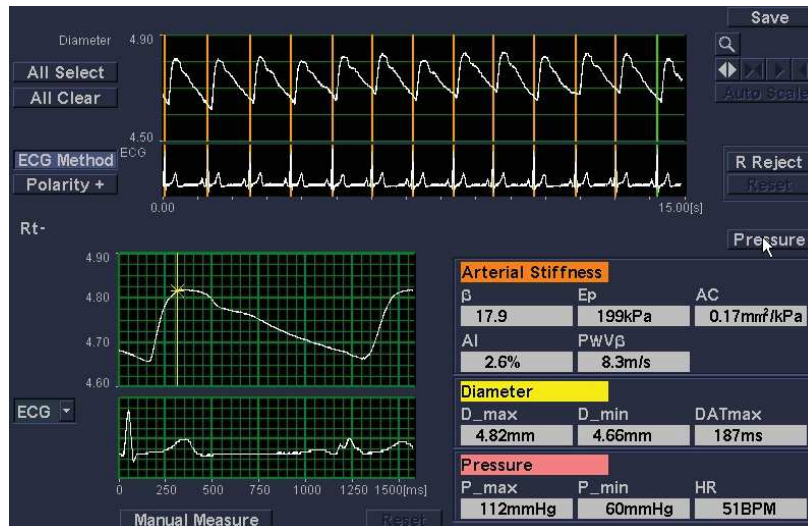 Save
Diameter 4.90
All Select
All Clear
Auto Scale
4.50
ECG Method ECG
Polarity +
R Reject
Reset
0.00 15.00[s]
Rt-
Pressure
4.90
4.80
4.70
4.60
Arterial Stiffness
β Ep AC
17.9 199kPa 0.17mm²/kPa
AI PWVβ
2.6% 8.3m/s
Diameter
D_max D_min DATmax
4.82mm 4.66mm 187ms
ECG
Pressure
P_max P_min HR
112mmHg 60mmHg 51BPM
0 250 500 750 1000 1250 1500[ms]
Manual Measure Reset